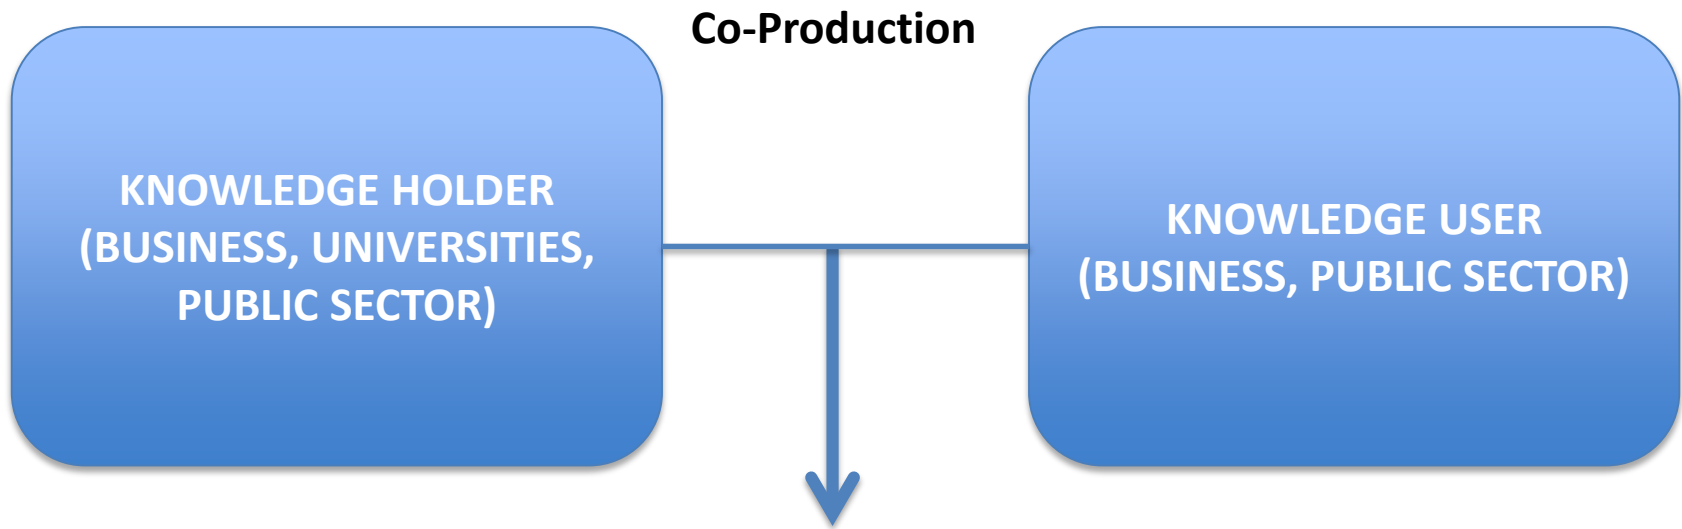 Co-Production
KNOWLEDGE HOLDER
(BUSINESS, UNIVERSITIES,
PUBLIC SECTOR)
KNOWLEDGE USER
(BUSINESS, PUBLIC SECTOR)